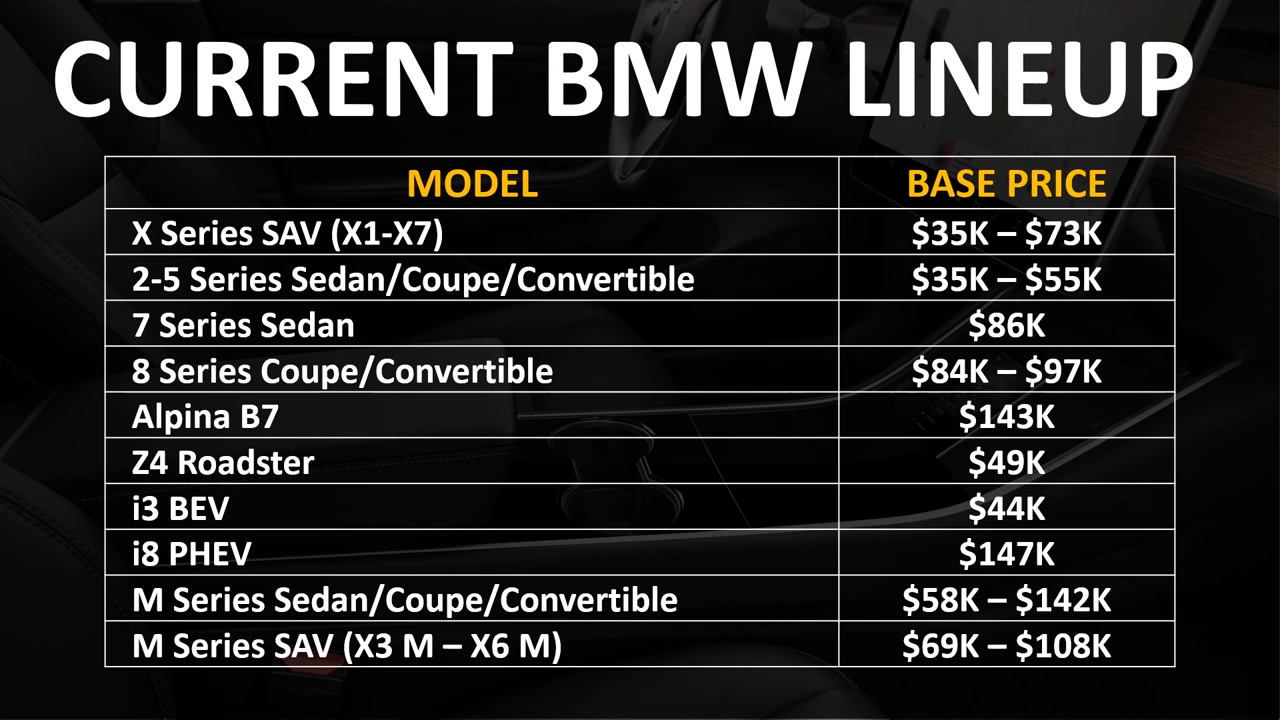 CURRENT BMW LINEUP
MODEL BASE PRICE
X Series SAV (X1-X7) $35K – $73K
2-5 Series Sedan/Coupe/Convertible $35K – $55K
7 Series Sedan $86K
8 Series Coupe/Convertible $84K – $97K
Alpina B7 $143K
Z4 Roadster $49K
i3 BEV $44K
i8 PHEV $147K
M Series Sedan/Coupe/Convertible $58K – $142K
M Series SAV (X3 M – X6 M) $69K – $108K